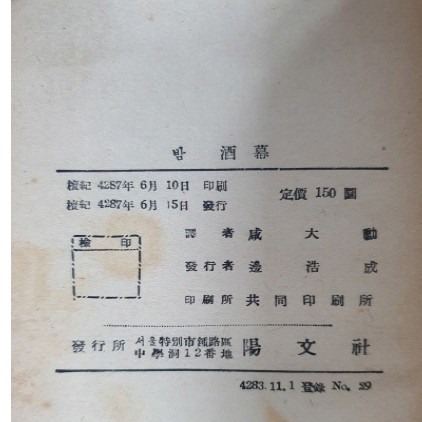 밤 酒幕
檀紀 4287年 6月 10日 印刷
檀紀 4287年 6月 15日 發行
定價 150 圜
檢印
譯者 咸大勳
發行者 邊浩成
印刷所 共同印刷所
發行所 서울特別市鍾路區 中學洞12番地 陽文社
4283.11.1 登錄 No. 29